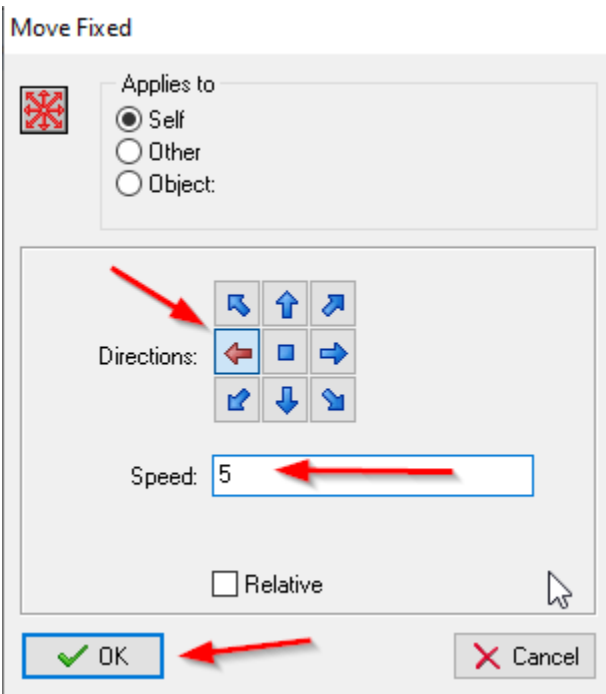 Move Fixed
Applies to
Self
Other
Object:
Directions:
Speed: 5
Relative
OK
Cancel